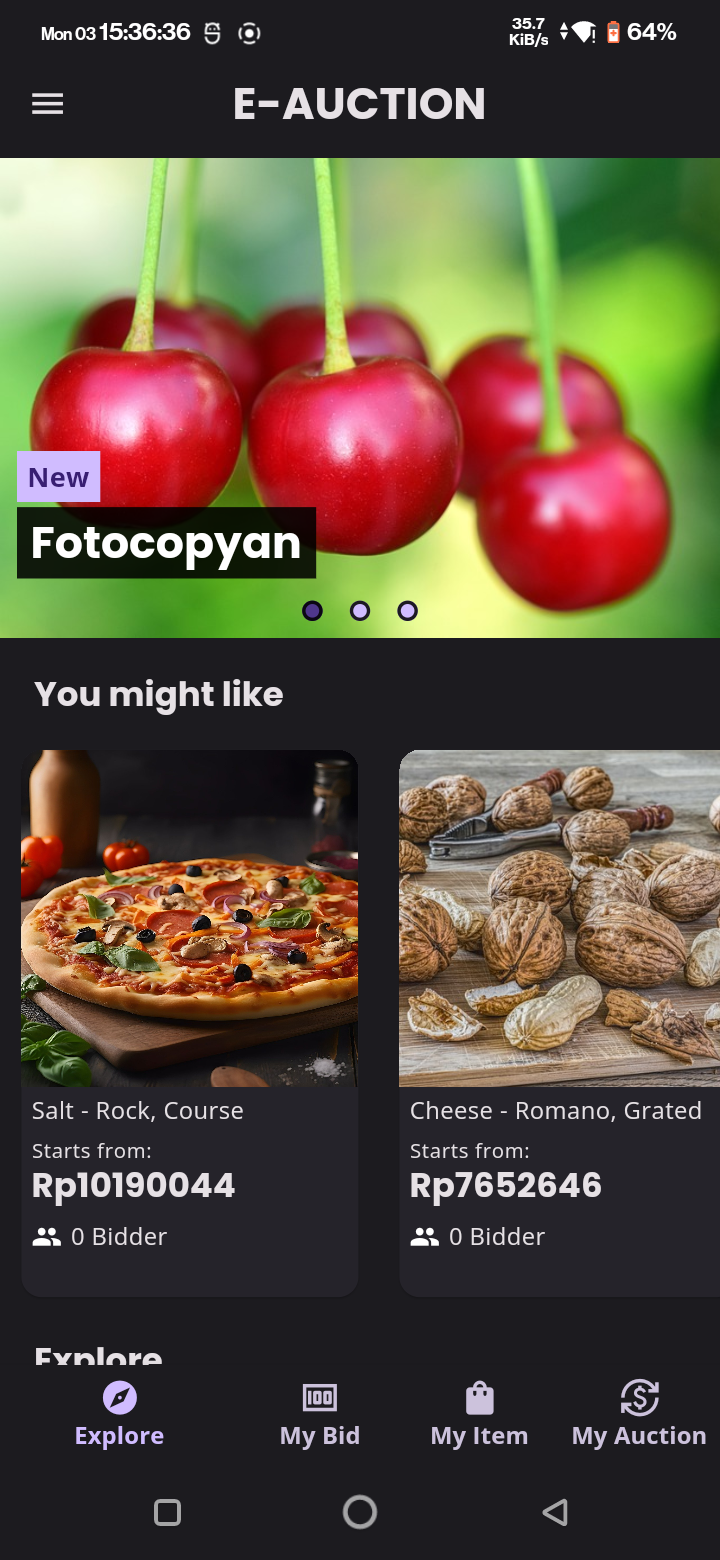 Mon 03 15:36:36
35.7 KiB/s
64%
E-AUCTION
New
Fotocopyan
You might like
Salt - Rock, Course
Starts from:
Rp10190044
0 Bidder
Cheese - Romano, Grated
Starts from:
Rp7652646
0 Bidder
Explore
100
Explore
My Bid
My Item
My Auction